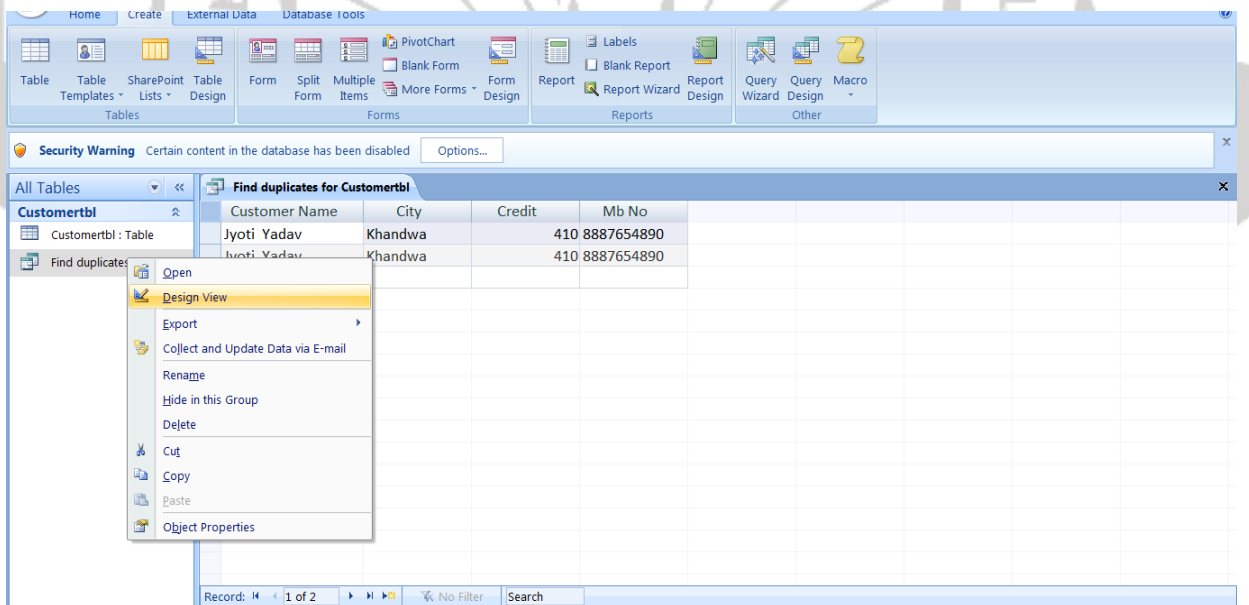 Home Create External Data Database Tools
Table
Table Templates
SharePoint Lists
Table Design
Tables
Form
Split Form
Multiple Items
PivotChart
Blank Form
More Forms
Form Design
Forms
Report
Labels
Blank Report
Report Wizard
Report Design
Reports
Query Wizard
Query Design
Macro
Other
Security Warning Certain content in the database has been disabled Options...
All Tables
Customertbl
Customertbl : Table
Find duplicates
Find duplicates for Customertbl
Customer Name City Credit Mb No
Jyoti Yadav Khandwa 410 8887654890
Jyoti Yadav Khandwa 410 8887654890
Open
Design View
Export
Collect and Update Data via E-mail
Rename
Hide in this Group
Delete
Cut
Copy
Paste
Object Properties
Record: 1 of 2 No Filter Search